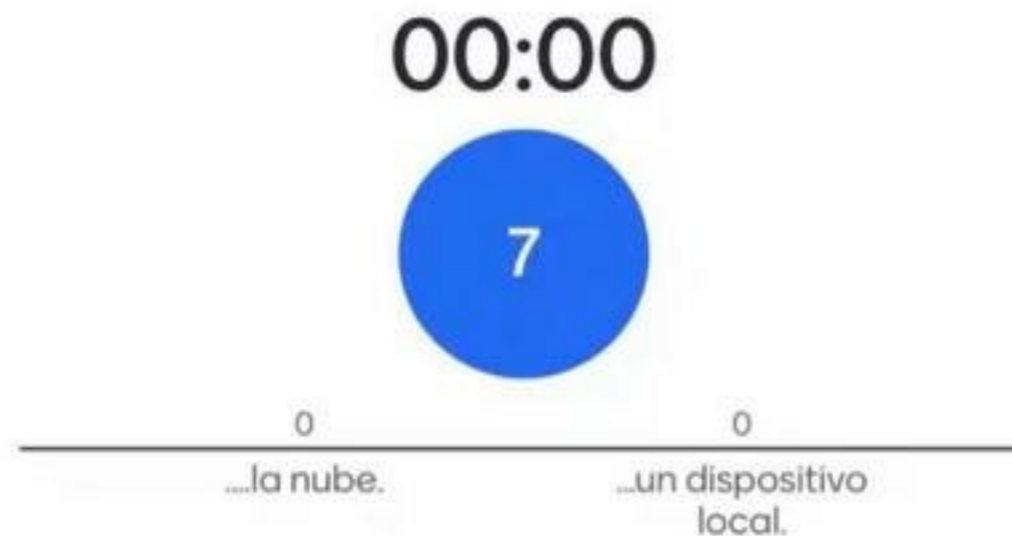 00:00
7
0 0
....la nube. ...un dispositivo
local.